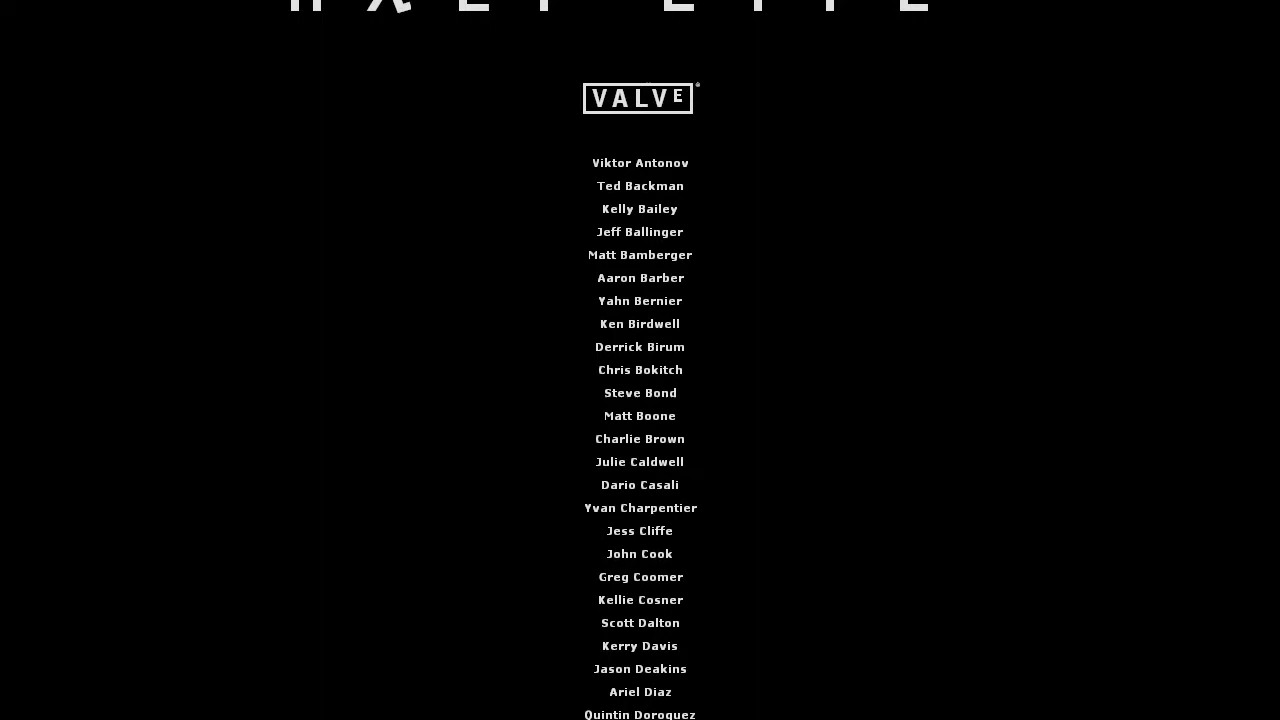 HALF-LIFE
VALVE®
Viktor Antonov
Ted Backman
Kelly Bailey
Jeff Ballinger
Matt Bamberger
Aaron Barber
Yahn Bernier
Ken Birdwell
Derrick Birum
Chris Bokitch
Steve Bond
Matt Boone
Charlie Brown
Julie Caldwell
Dario Casali
Yvan Charpentier
Jess Cliffe
John Cook
Greg Coomer
Kellie Cosner
Scott Dalton
Kerry Davis
Jason Deakins
Ariel Diaz
Quintin Doroquez